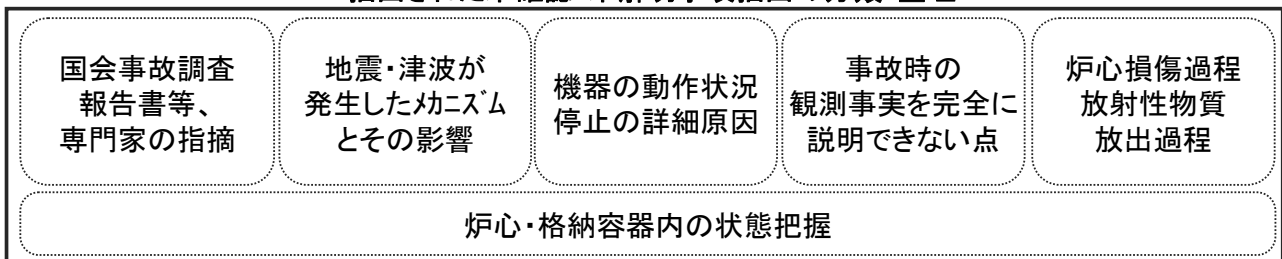 国会事故調査
報告書等、
専門家の指摘
地震・津波が
発生したﾒｶﾆｽﾞﾑ
とその影響
機器の動作状況
停止の詳細原因
事故時の
観測事実を完全に
説明できない点
炉心損傷過程
放射性物質
放出過程
炉心・格納容器内の状態把握